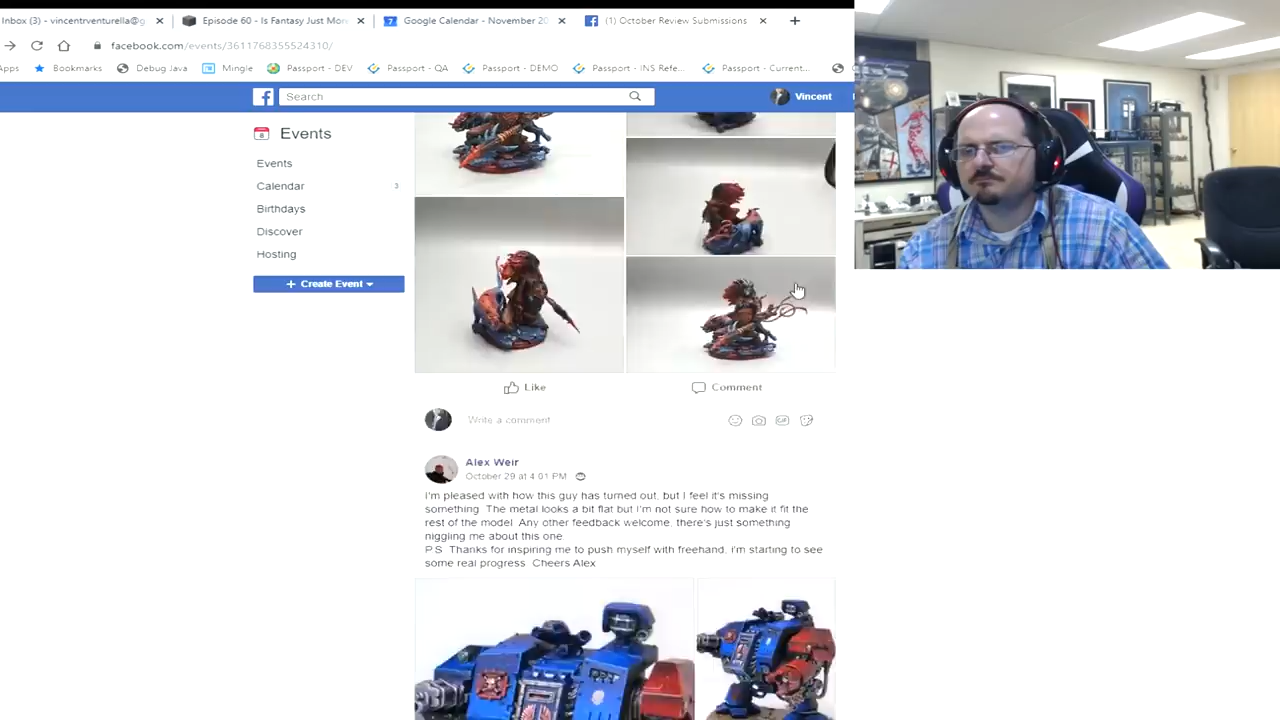 Inbox (3) - vincentrventurella@g
Episode 60 - Is Fantasy Just Mor
Google Calendar - November 20
(1) October Review Submissions
facebook.com/events/3611768355524310/
Apps
Bookmarks
Debug Java
Mingle
Passport - DEV
Passport - QA
Passport - DEMO
Passport - INS Refe...
Passport - Current...
Search
Vincent
Events
Events
Calendar
3
Birthdays
Discover
Hosting
+ Create Event
Like
Comment
Write a comment
Alex Weir
October 29 at 4:01 PM
I'm pleased with how this guy has turned out, but I feel it's missing
something. The metal looks a bit flat but I'm not sure how to make it fit the
rest of the model. Any other feedback welcome, there's just something
niggling me about this one.
P.S. Thanks for inspiring me to push myself with freehand, i'm starting to see
some real progress. Cheers Alex